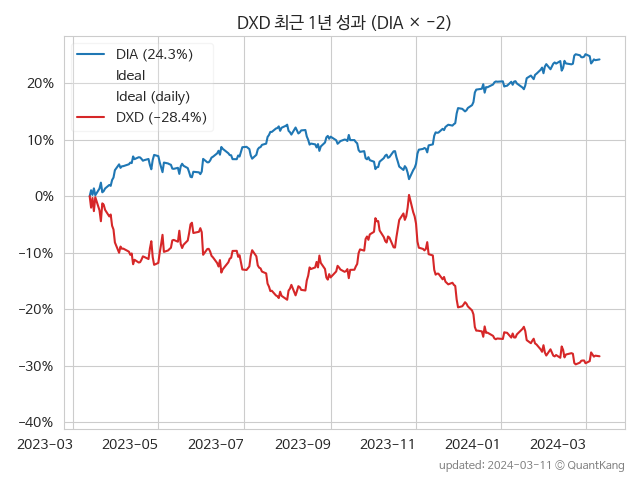 DXD 최근 1년 성과 (DIA × −2)
DIA (24.3%)
Ideal
Ideal (daily)
DXD (−28.4%)
20%
10%
0%
−10%
−20%
−30%
−40%
2023-03 2023-05 2023-07 2023-09 2023-11 2024-01 2024-03
updated: 2024-03-11 © QuantKang